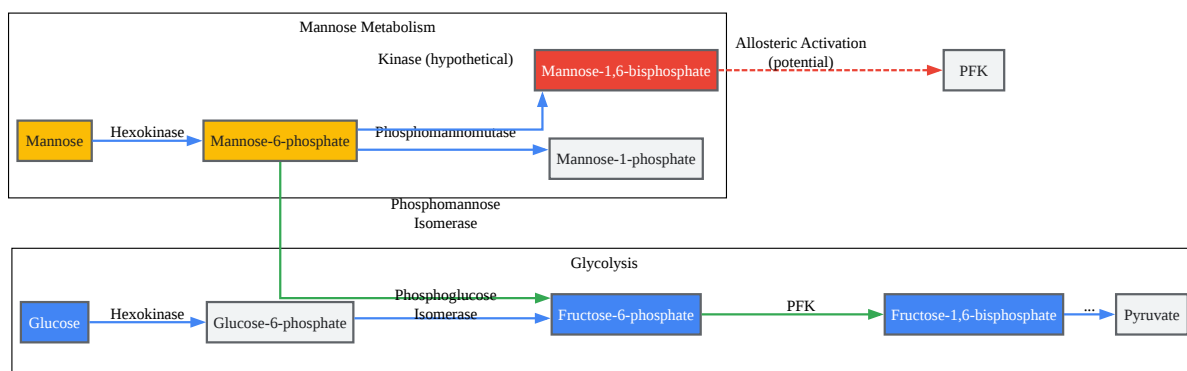 Mannose Metabolism
Kinase (hypothetical)
Mannose-1,6-bisphosphate
Allosteric Activation
(potential)
PFK
Mannose
Hexokinase
Mannose-6-phosphate
Phosphomannomutase
Mannose-1-phosphate
Phosphomannose
Isomerase
Glycolysis
Glucose
Hexokinase
Glucose-6-phosphate
Phosphoglucose
Isomerase
Fructose-6-phosphate
PFK
Fructose-1,6-bisphosphate
...
Pyruvate